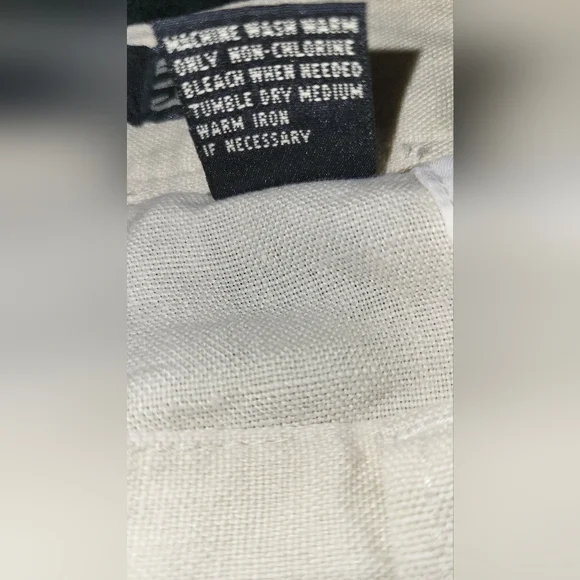 MACHINE WASH WARM
ONLY NON-CHLORINE
BLEACH WHEN NEEDED
TUMBLE DRY MEDIUM
WARM IRON
IF NECESSARY